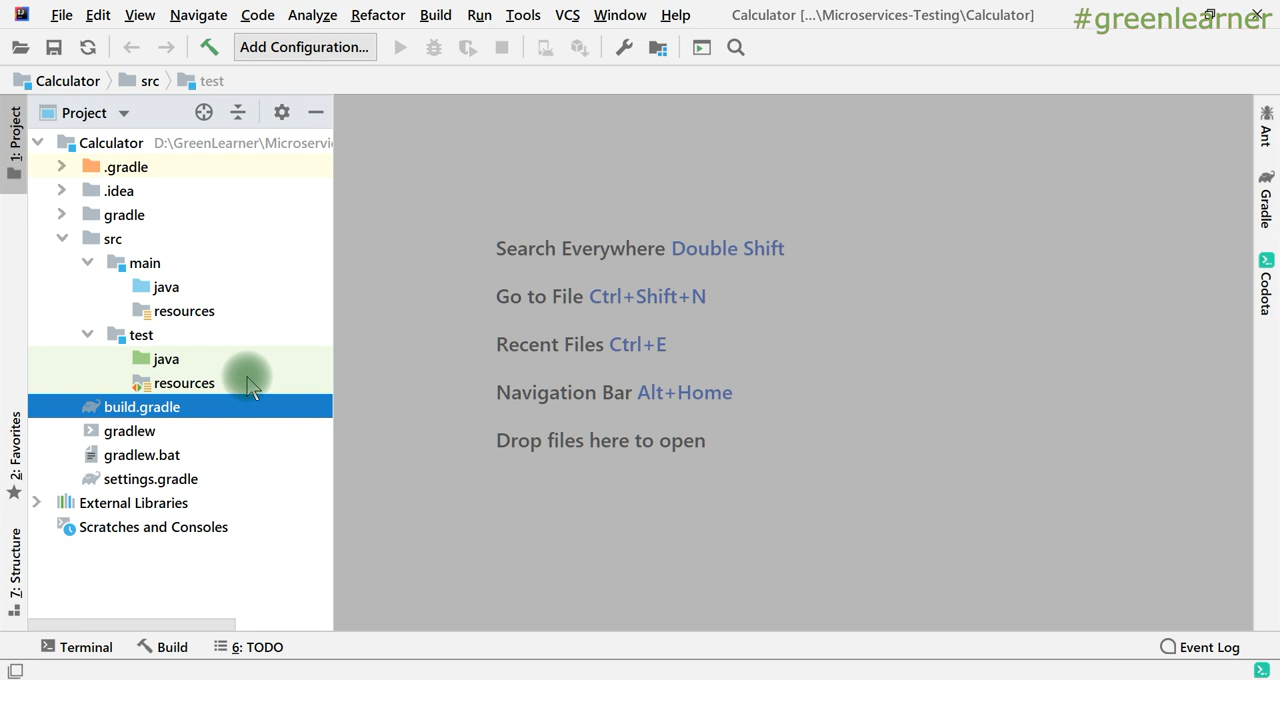 File Edit View Navigate Code Analyze Refactor Build Run Tools VCS Window Help Calculator [...\Microservices-Testing\Calculator]
#greenlearner
Add Configuration...
Calculator src test
1: Project
Project
Calculator D:\GreenLearner\Microservi
.gradle
.idea
gradle
src
main
java
resources
test
java
resources
build.gradle
gradlew
gradlew.bat
settings.gradle
External Libraries
Scratches and Consoles
2: Favorites
7: Structure
Search Everywhere Double Shift
Go to File Ctrl+Shift+N
Recent Files Ctrl+E
Navigation Bar Alt+Home
Drop files here to open
Ant
Gradle
Codota
Terminal Build 6: TODO Event Log